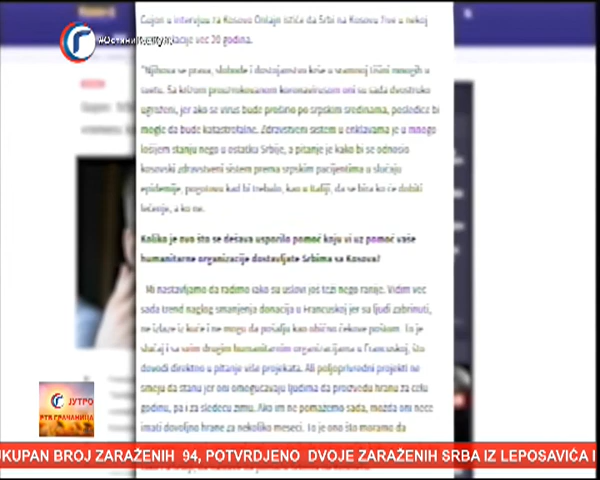 Gujon u intervjuu za Kosovo Onlajn ističe da Srbi na Kosovu žive u nekoj
već 20 godina.
#ОстаниКодКуће
"Njihova se prava, slobode i dostojanstvo krše u sramnoj tišini mnogih u
svetu. Sa krizom prouzrokovanom koronavirusom oni su sada dvostruko
ugroženi, jer ako se virus bude proširio po srpskim sredinama, posledice bi
mogle da budu katastrofalne. Zdravstveni sistem u enklavama je u mnogo
lošijem stanju nego u ostatku Srbije, a pitanje je kako bi se odnosio
kosovski zdravstveni sistem prema srpskim pacijentima u slučaju
epidemije, pogotovu kad bi trebalo, kao u Italiji, da se bira ko će dobiti
lečenje, a ko ne.
Koliko je ovo što se dešava usporilo pomoć koju vi uz pomoć vaše
humanitarne organizacije dostavljate Srbima sa Kosova?
Mi nastavljamo da radimo iako su uslovi još teži nego ranije. Vidim već
sada trend naglog smanjenja donacija u Francuskoj jer su ljudi zabrinuti,
ne izlaze iz kuće i ne mogu da pošalju kao obično čekove poštom. To je
slučaj i sa svim drugim humanitarnim organizacijama u Francuskoj, što
dovodi direktno u pitanje više projekata. Ali poljoprivredni projekti ne
smeju da stanu jer oni omogućavaju ljudima da proizvedu hranu za celu
godinu, pa i za sledeću zimu. Ako im ne pomažemo sada, možda oni neće
imati dovoljno hrane za nekoliko meseci. To je ono što moramo da
ЈУТРО
РТВ ГРАЧАНИЦА
UKUPAN BROJ ZARAŽENIH 94, POTVRDJENO DVOJE ZARAŽENIH SRBA IZ LEPOSAVIĆA I